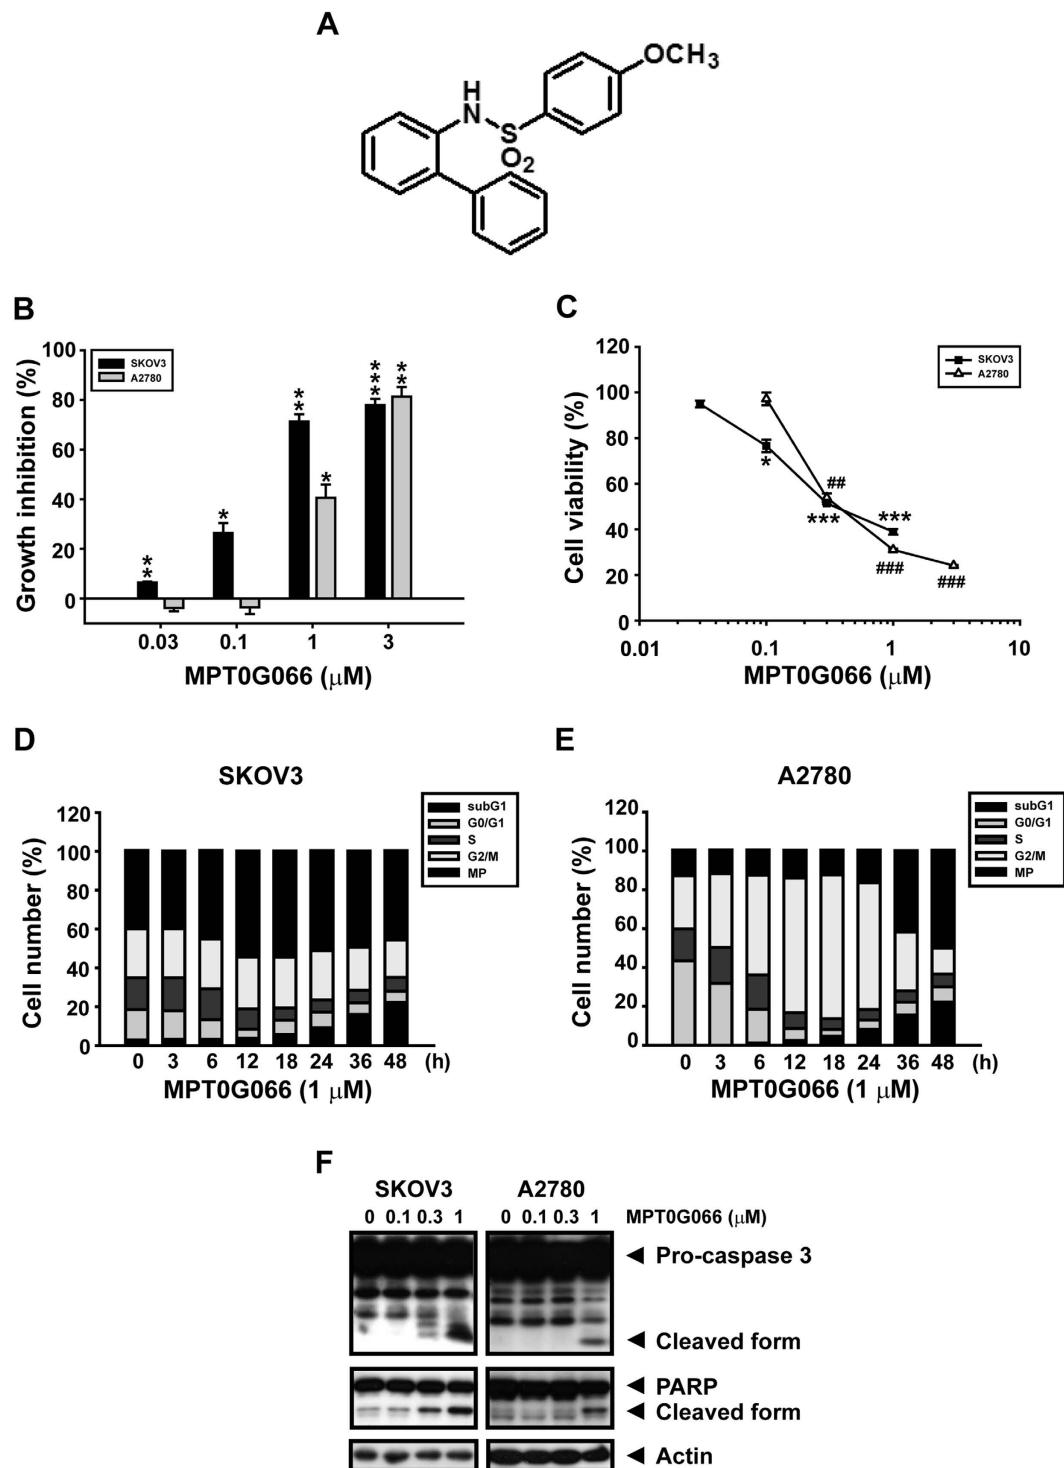 A
OCH3
H
N
S
O2
B
Growth inhibition (%)
100
80
60
40
20
0
SKOV3
A2780
**
*
**
*
***
**
0.03 0.1 1 3
MPT0G066 (μM)
C
Cell viability (%)
120
100
80
60
40
20
0
SKOV3
A2780
*
##
***
***
###
###
0.01 0.1 1 10
MPT0G066 (μM)
D
SKOV3
Cell number (%)
120
100
80
60
40
20
0
subG1
G0/G1
S
G2/M
MP
0 3 6 12 18 24 36 48 (h)
MPT0G066 (1 μM)
E
A2780
Cell number (%)
120
100
80
60
40
20
0
subG1
G0/G1
S
G2/M
MP
0 3 6 12 18 24 36 48 (h)
MPT0G066 (1 μM)
F
SKOV3 A2780
0 0.1 0.3 1 0 0.1 0.3 1 MPT0G066 (μM)
Pro-caspase 3
Cleaved form
PARP
Cleaved form
Actin